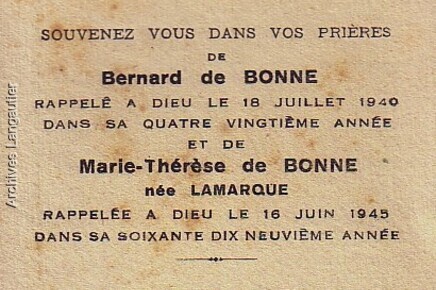 SOUVENEZ VOUS DANS VOS PRIÈRES
DE
Bernard de BONNE
RAPPELÊ A DIEU LE 18 JUILLET 1940
DANS SA QUATRE VINGTIÈME ANNÉE
ET DE
Marie-Thérèse de BONNE
née LAMARQUE
RAPPELÉE A DIEU LE 16 JUIN 1945
DANS SA SOIXANTE DIX NEUVIÈME ANNÉE
Archives Langautier